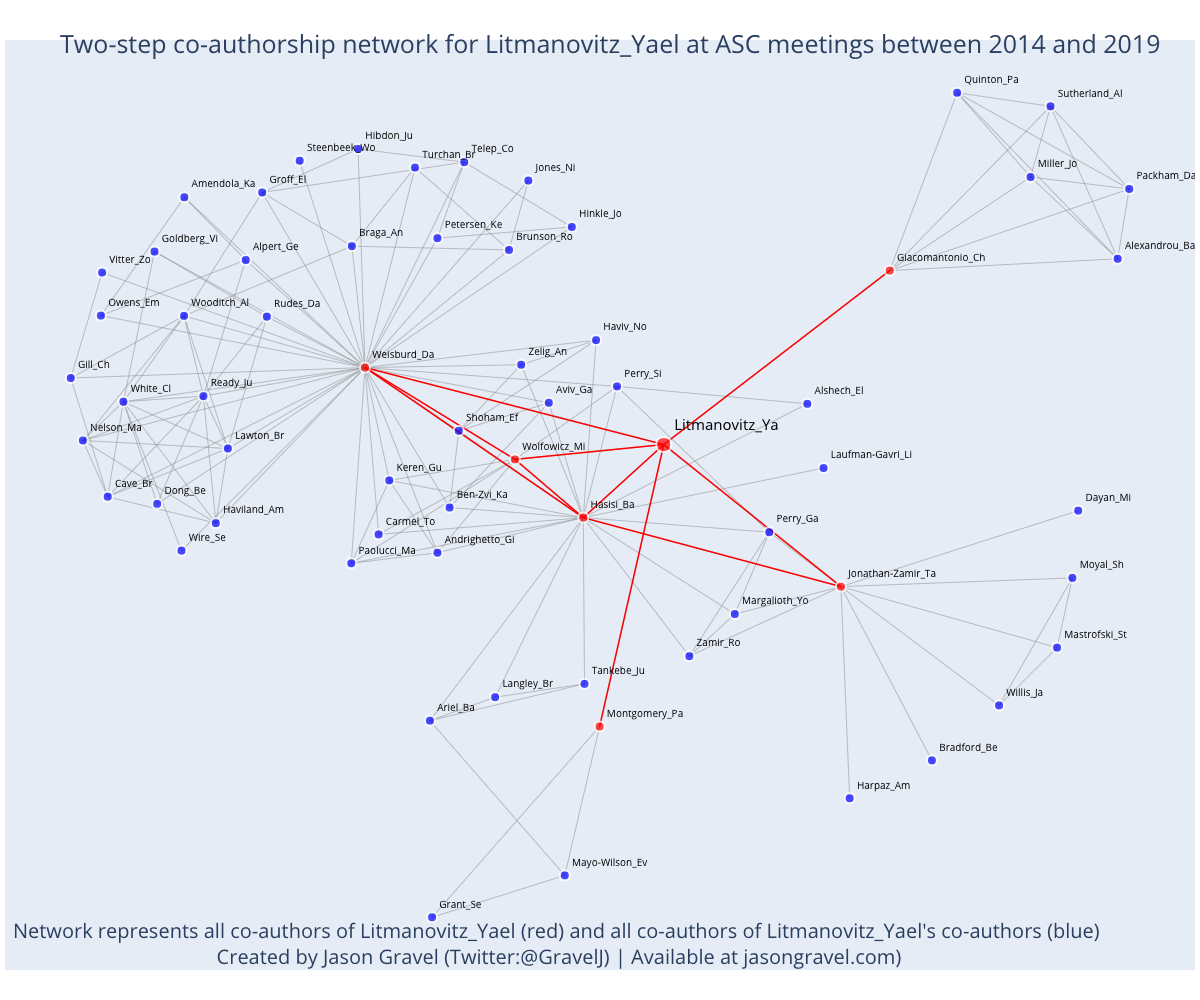 Two-step co-authorship network for Litmanovitz_Yael at ASC meetings between 2014 and 2019
Quinton_Pa
Sutherland_Al
Hibdon_Ju
Steenbeek_Wo
Turchan_Br
Telep_Co
Miller_Jo
Jones_Ni
Packham_Da
Groff_El
Amendola_Ka
Hinkle_Jo
Petersen_Ke
Braga_An
Brunson_Ro
Goldberg_Vi
Alpert_Ge
Alexandrou_Ba
Vitter_Zo
Giacomantonio_Ch
Owens_Em
Wooditch_Al
Rudes_Da
Haviv_No
Weisburd_Da
Zelig_An
Gill_Ch
Perry_Si
Ready_Ju
White_Cl
Aviv_Ga
Alshech_El
Shoham_Ef
Litmanovitz_Ya
Nelson_Ma
Lawton_Br
Wolfowicz_Mi
Laufman-Gavri_Li
Keren_Gu
Cave_Br
Dong_Be
Ben-Zvi_Ka
Dayan_Mi
Hasisi_Ba
Haviland_Am
Carmel_To
Perry_Ga
Wire_Se
Andrighetto_Gi
Paolucci_Ma
Moyal_Sh
Jonathan-Zamir_Ta
Margalioth_Yo
Mastrofski_St
Zamir_Ro
Tankebe_Ju
Langley_Br
Willis_Ja
Ariel_Ba
Montgomery_Pa
Bradford_Be
Harpaz_Am
Mayo-Wilson_Ev
Grant_Se
Network represents all co-authors of Litmanovitz_Yael (red) and all co-authors of Litmanovitz_Yael's co-authors (blue)
Created by Jason Gravel (Twitter:@GravelJ) | Available at jasongravel.com)